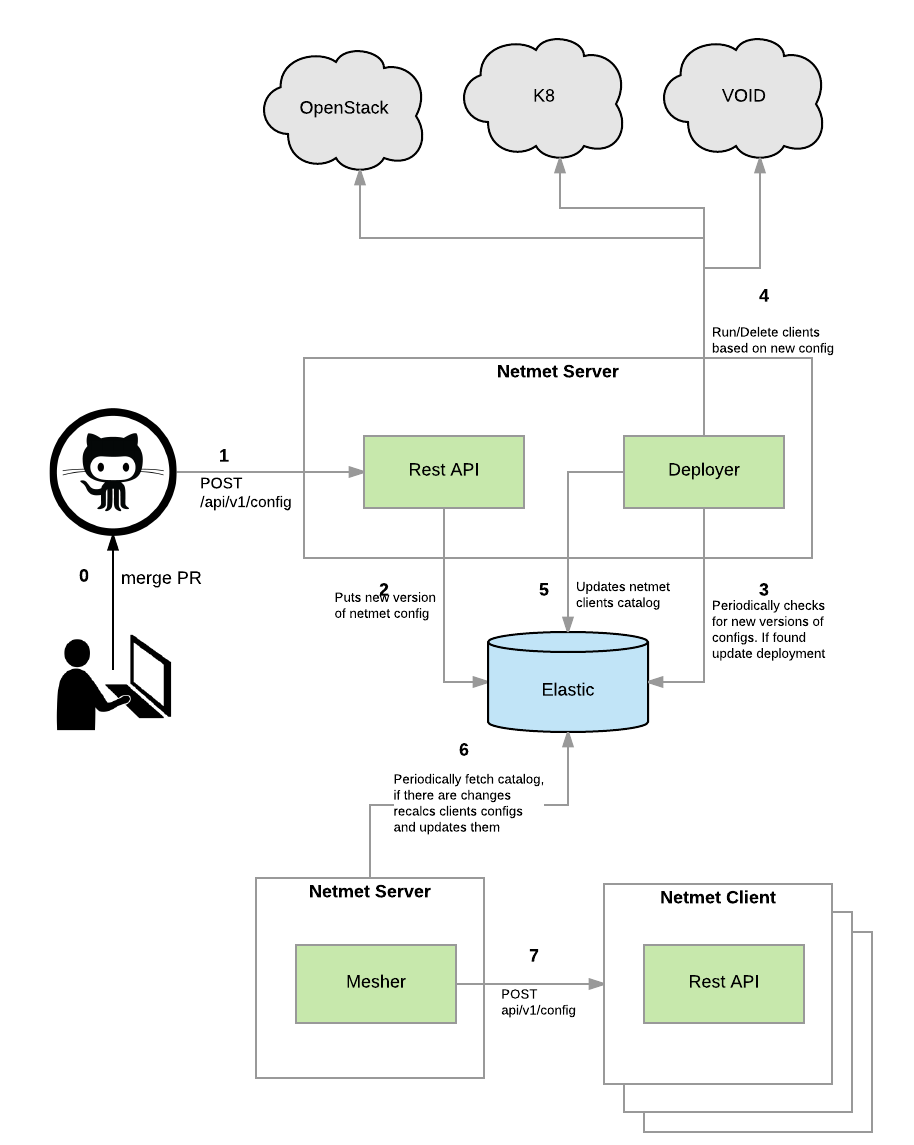 OpenStack
K8
VOID
4
Run/Delete clients
based on new config
Netmet Server
1
POST
/api/v1/config
Rest API
Deployer
0
merge PR
2
Puts new version
of netmet config
5
Updates netmet
clients catalog
3
Periodically checks
for new versions of
configs. If found
update deployment
Elastic
6
Periodically fetch catalog,
if there are changes
recalcs clients configs
and updates them
Netmet Server
Mesher
7
POST
api/v1/config
Netmet Client
Rest API